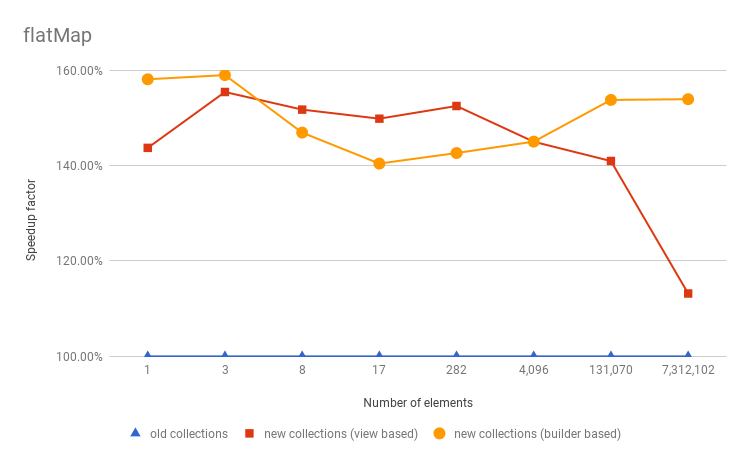 flatMap
160.00%
140.00%
120.00%
100.00%
Speedup factor
1 3 8 17 282 4,096 131,070 7,312,102
Number of elements
old collections new collections (view based) new collections (builder based)